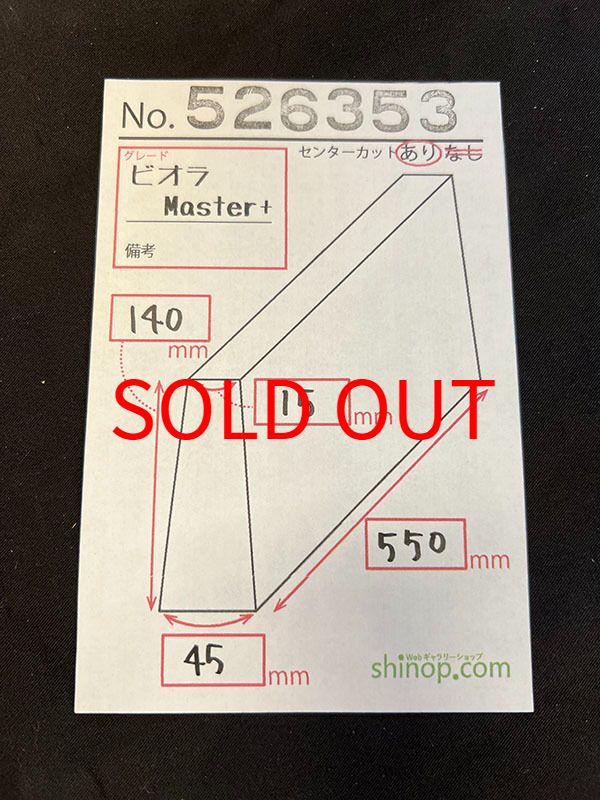 No. 526353
センターカット あり なし
グレード
ビオラ
Master+
備考
140 mm
SOLD OUT
15 mm
550 mm
45 mm
Webギャラリーショップ
shinop.com